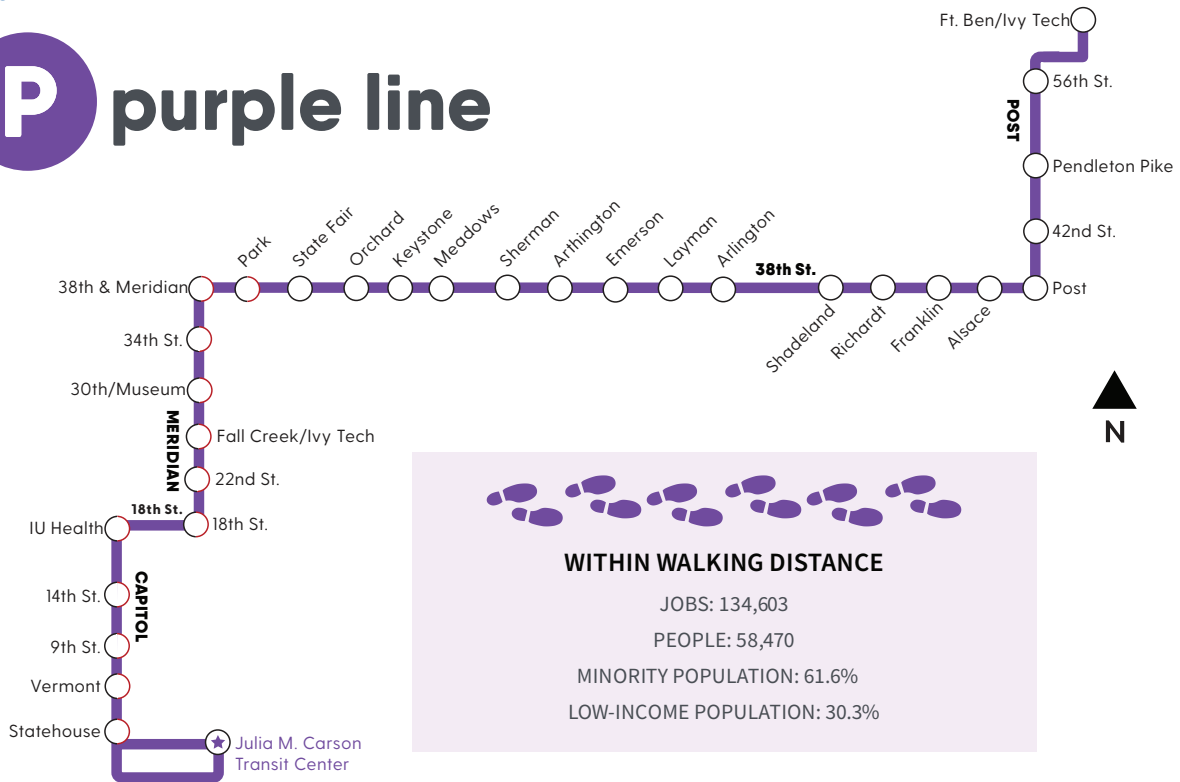 P purple line
Ft. Ben/Ivy Tech
56th St.
POST
Pendleton Pike
42nd St.
Post
38th & Meridian
Park
State Fair
Orchard
Keystone
Meadows
Sherman
Arthington
Emerson
Layman
Arlington
38th St.
Shadeland
Richardt
Franklin
Alsace
34th St.
30th/Museum
MERIDIAN
Fall Creek/Ivy Tech
22nd St.
18th St.
18th St.
IU Health
14th St.
CAPITOL
9th St.
Vermont
Statehouse
Julia M. Carson
Transit Center
N
WITHIN WALKING DISTANCE
JOBS: 134,603
PEOPLE: 58,470
MINORITY POPULATION: 61.6%
LOW-INCOME POPULATION: 30.3%